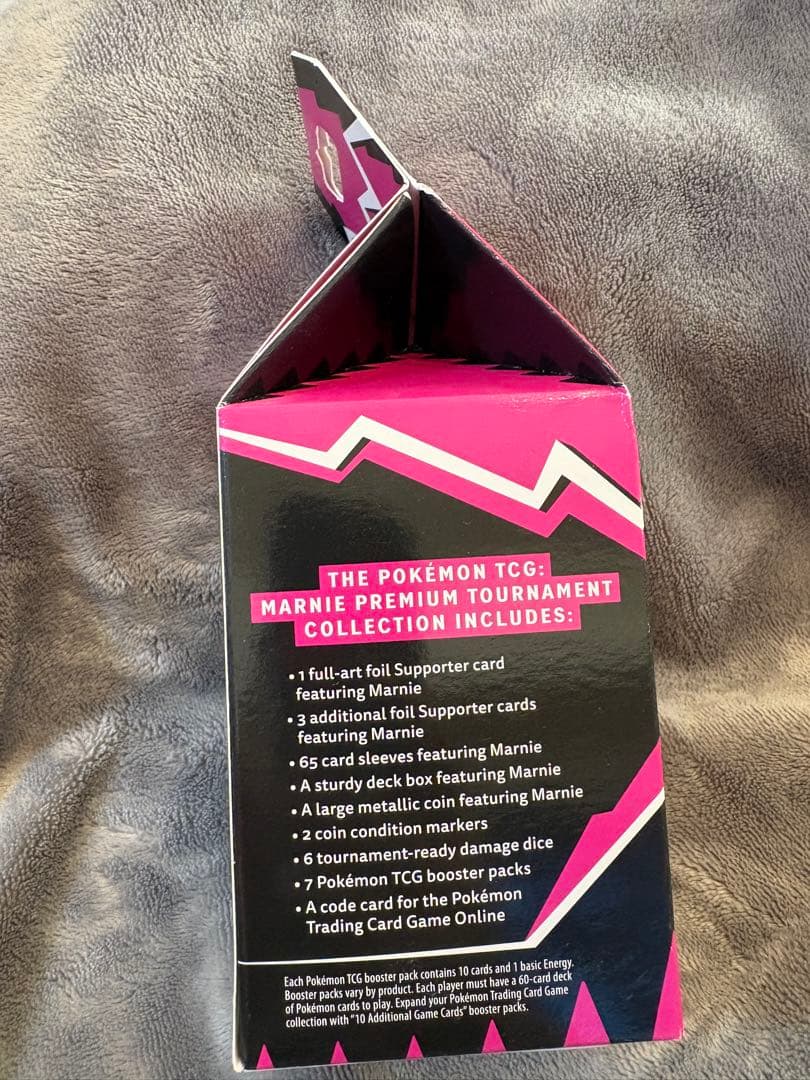 THE POKÉMON TCG:
MARNIE PREMIUM TOURNAMENT
COLLECTION INCLUDES:
• 1 full-art foil Supporter card
featuring Marnie
• 3 additional foil Supporter cards
featuring Marnie
• 65 card sleeves featuring Marnie
• A sturdy deck box featuring Marnie
• A large metallic coin featuring Marnie
• 2 coin condition markers
• 6 tournament-ready damage dice
• 7 Pokémon TCG booster packs
• A code card for the Pokémon
Trading Card Game Online
Each Pokémon TCG booster pack contains 10 cards and 1 basic Energy.
Booster packs vary by product. Each player must have a 60-card deck
of Pokémon cards to play. Expand your Pokémon Trading Card Game
collection with “10 Additional Game Cards” booster packs.